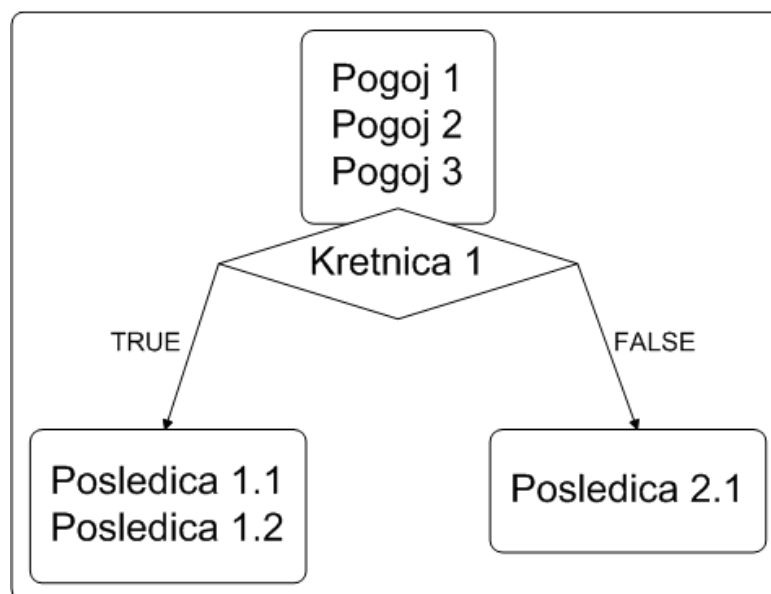 Pogoj 1
Pogoj 2
Pogoj 3
Kretnica 1
TRUE
FALSE
Posledica 1.1
Posledica 1.2
Posledica 2.1